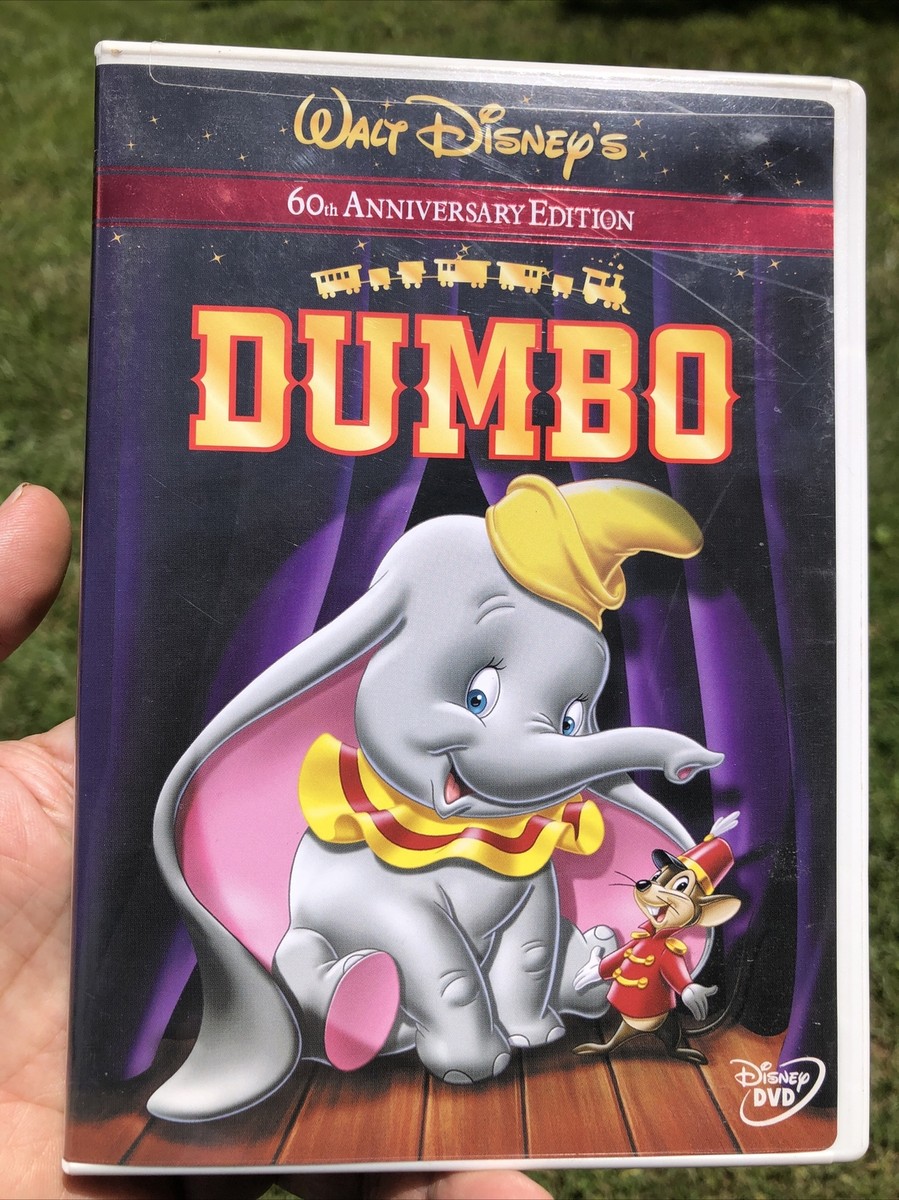 WALT DISNEY'S
60th ANNIVERSARY EDITION
DUMBO
DISNEY
DVD